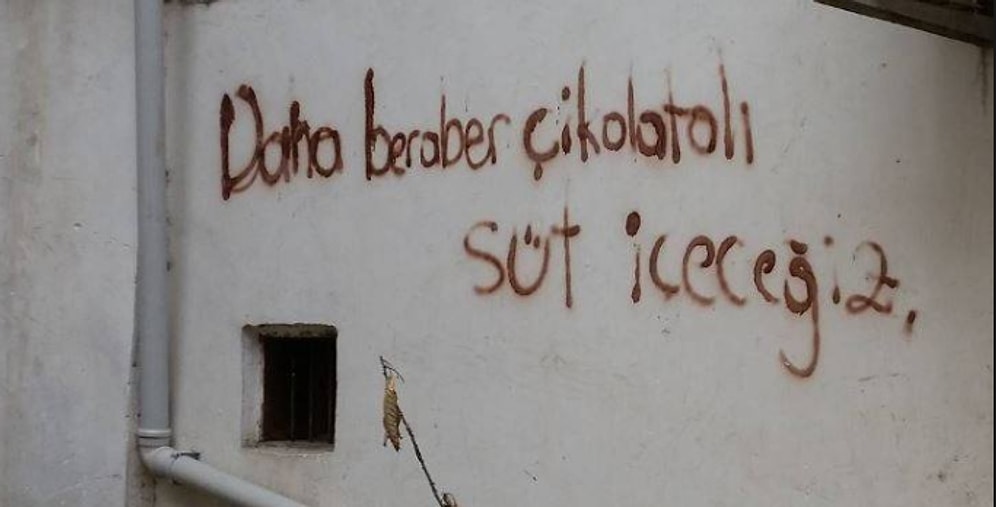 Daha beraber çikolatalı
süt içeceğiz.